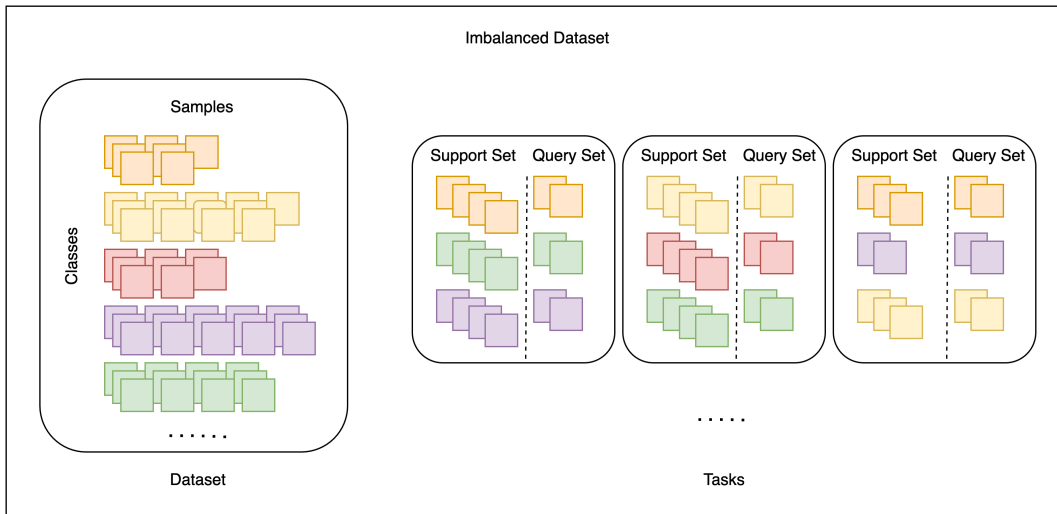 Imbalanced Dataset
Samples
Classes
......
Dataset
Support Set
Query Set
Support Set
Query Set
Support Set
Query Set
.....
Tasks